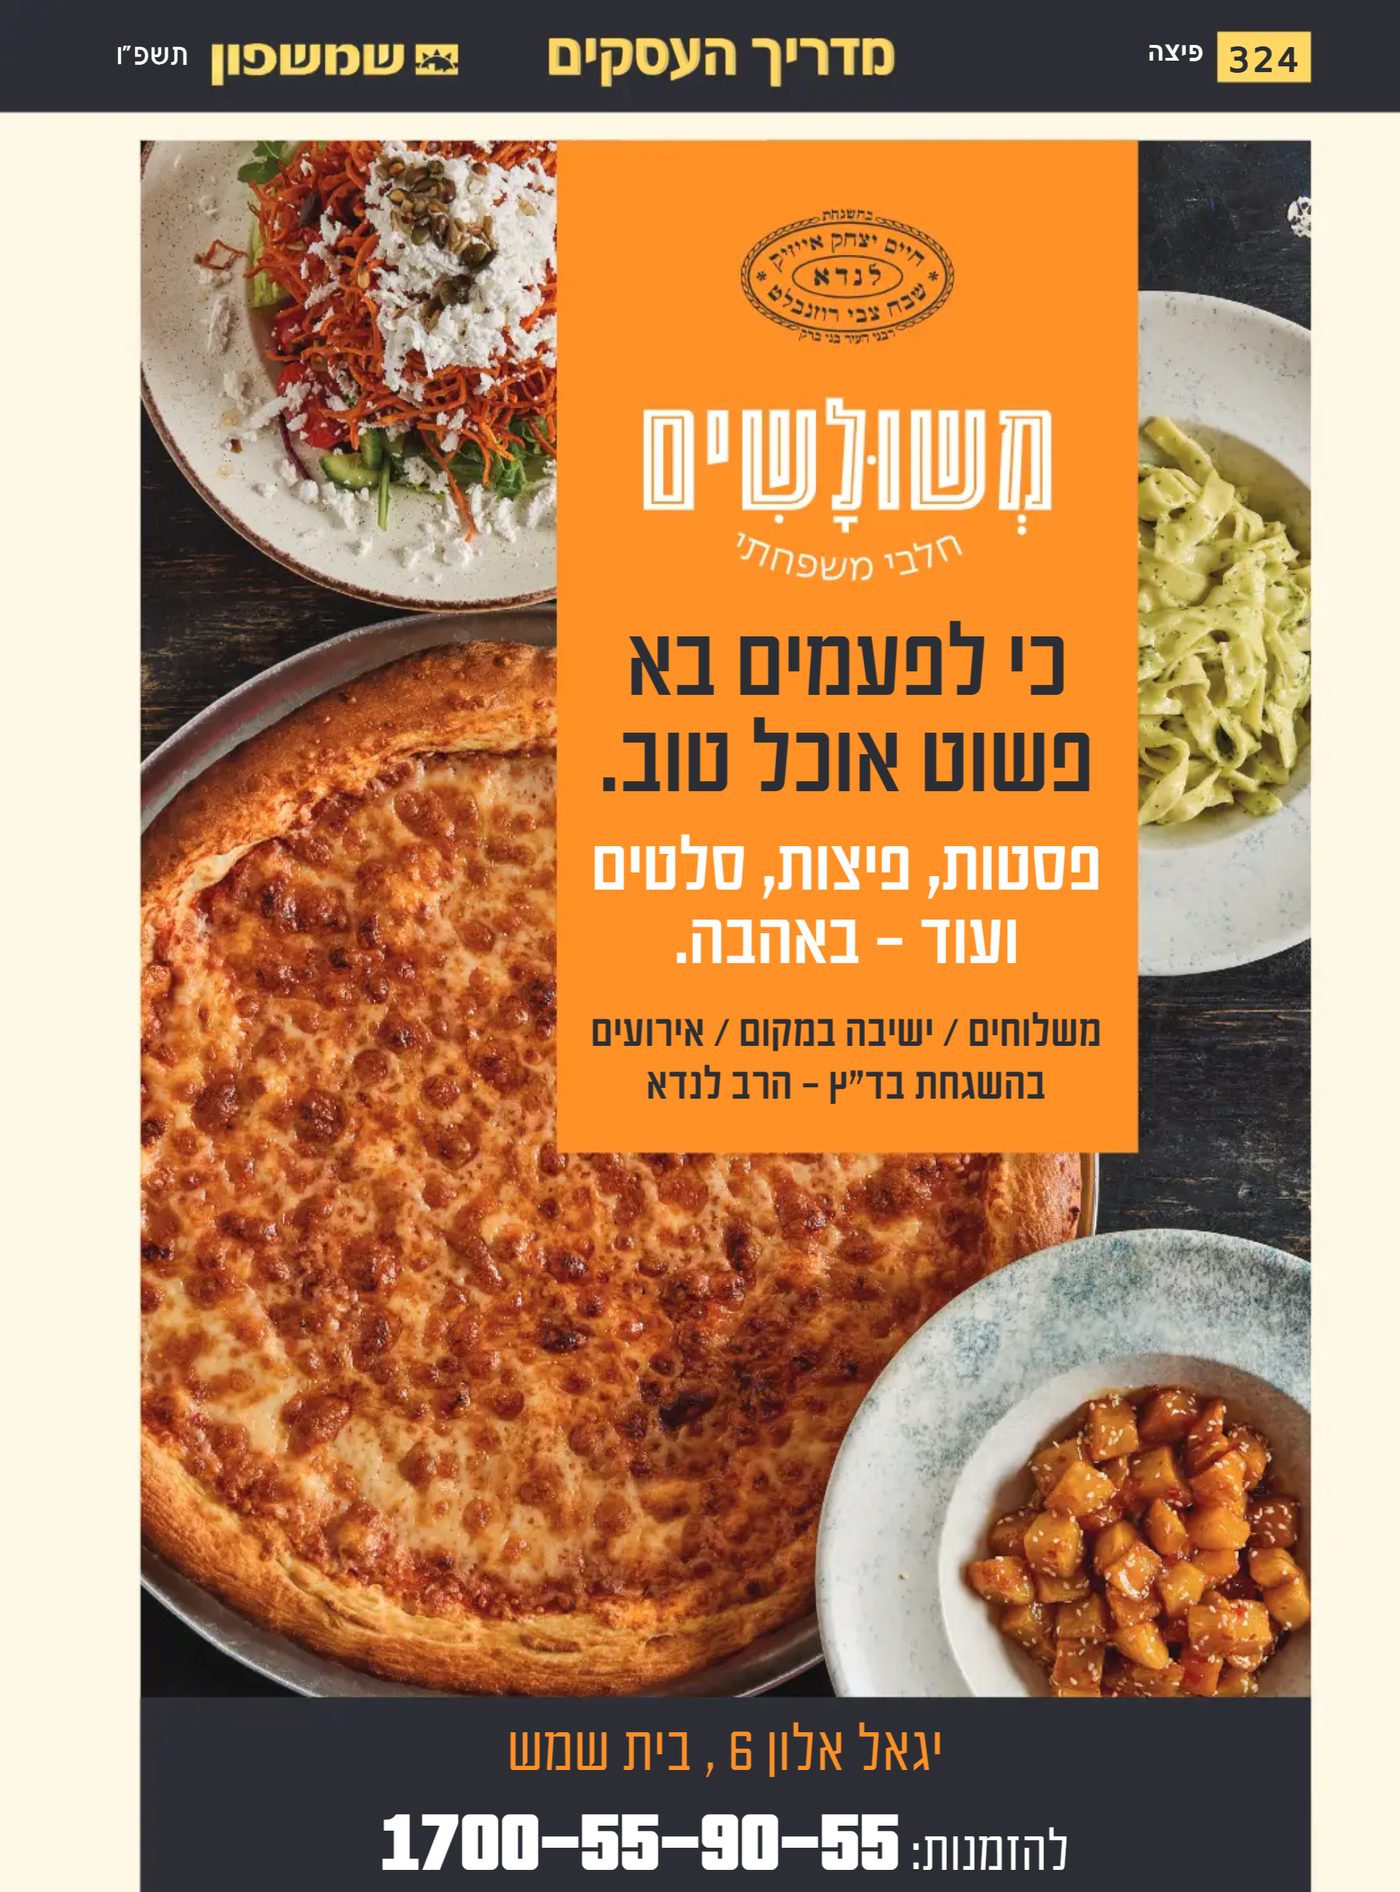 324 פיצה
מדריך העסקים
שמשפון תשפ״ו
בהשגחת
חיים יצחק אייזיק
לנדא
שבח צבי רוזנבלט
רבני העיר בני ברק
מְשוּלָשִים
חלבי משפחתי
כי לפעמים בא
פשוט אוכל טוב.
פסטות, פיצות, סלטים
ועוד – באהבה.
משלוחים / ישיבה במקום / אירועים
בהשגחת בד״ץ – הרב לנדא
יגאל אלון 6 , בית שמש
להזמנות: 1700-55-90-55